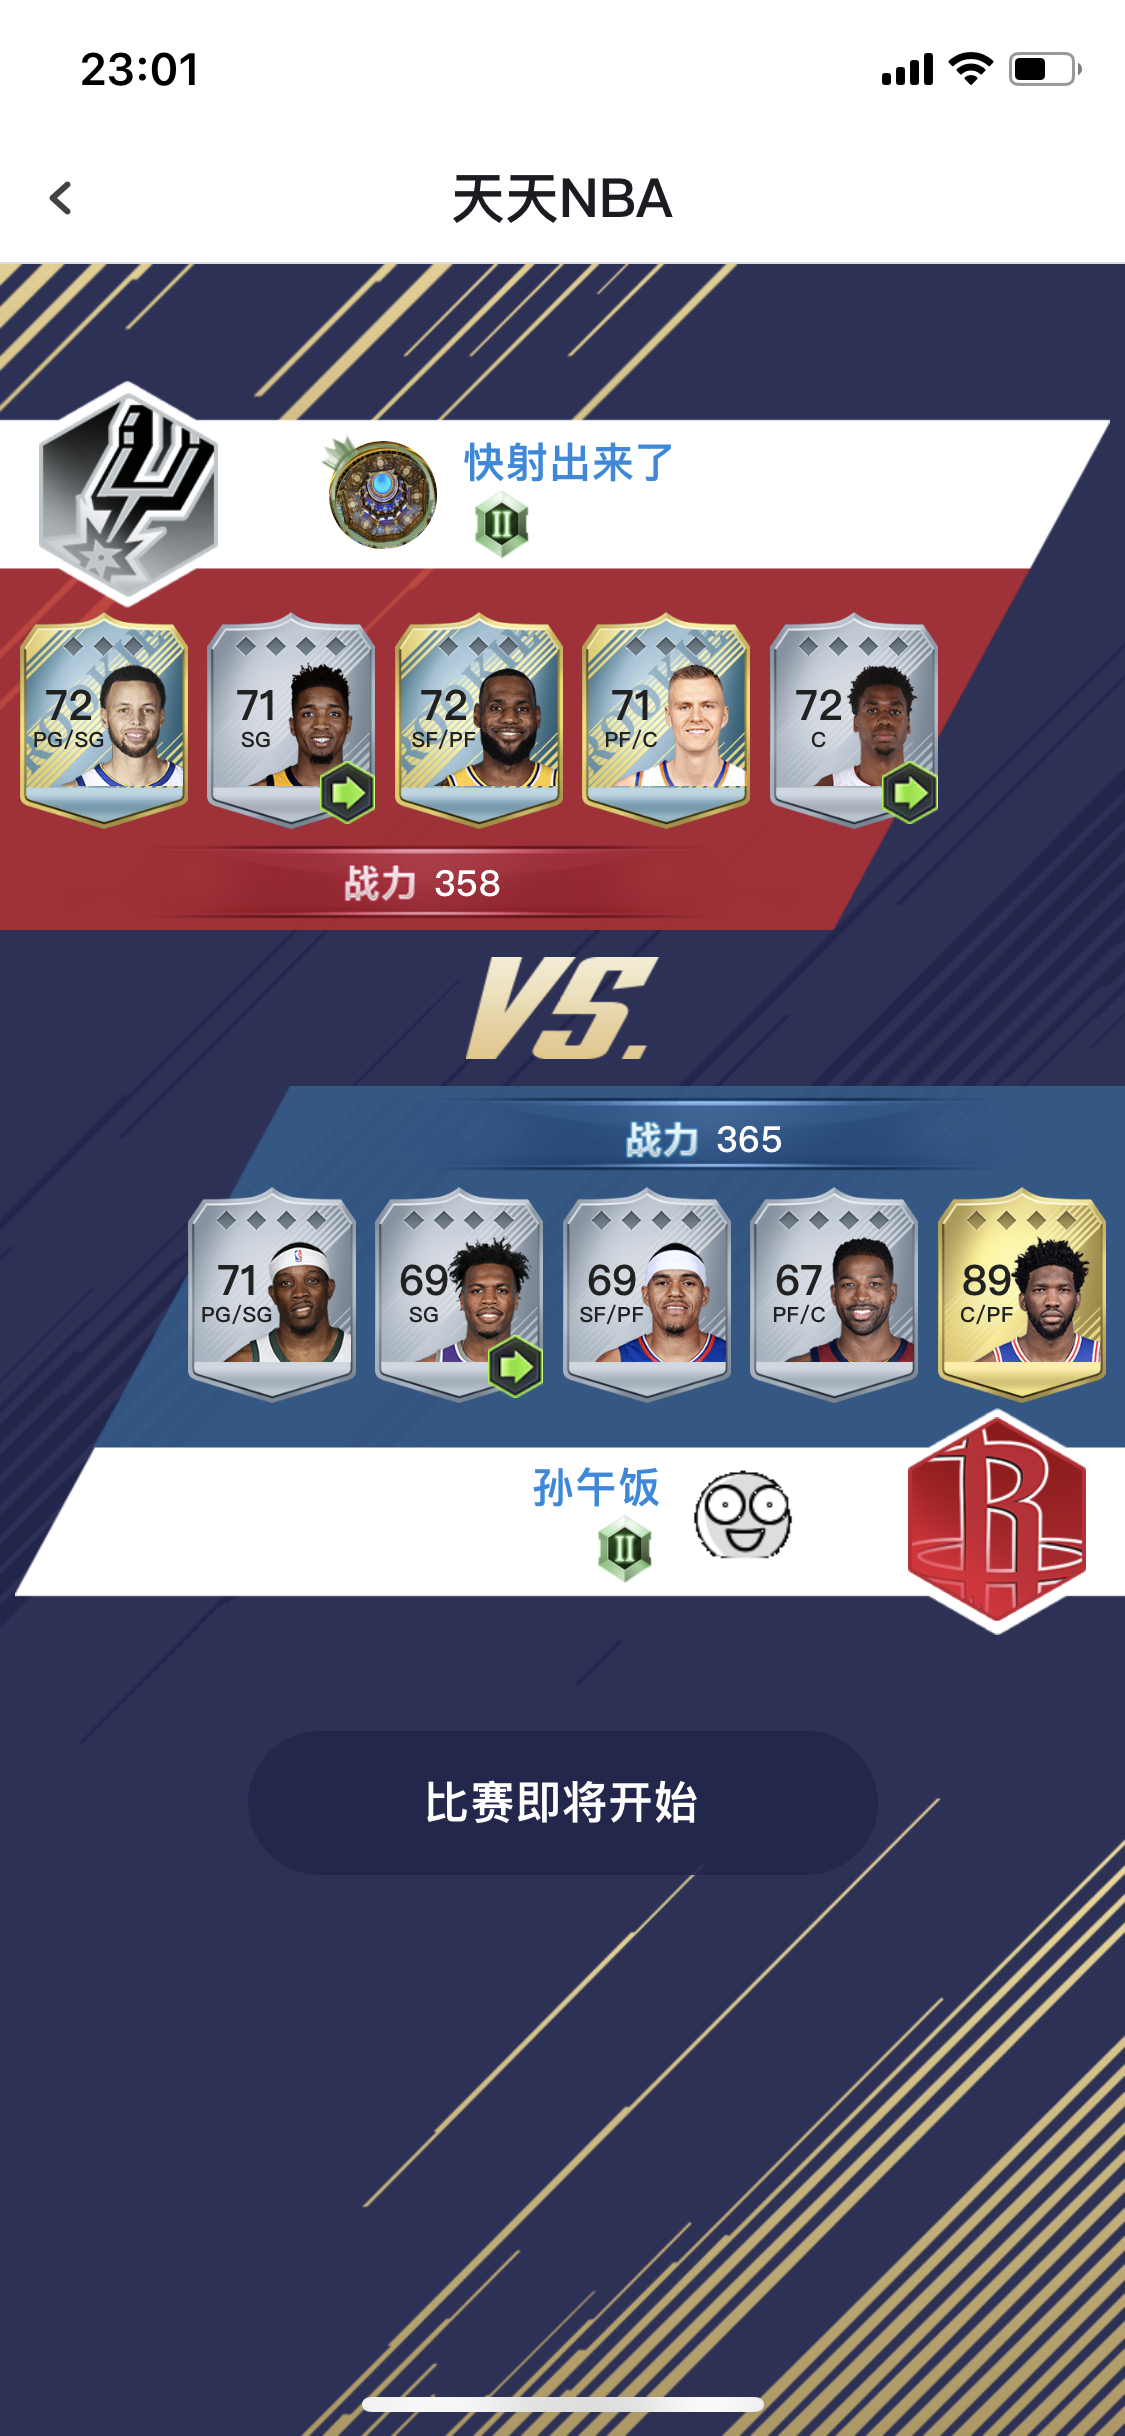 23:01
天天NBA
快射出来了
II
72
PG/SG
71
SG
72
SF/PF
71
PF/C
72
C
战力 358
VS.
战力 365
71
PG/SG
69
SG
69
SF/PF
67
PF/C
89
C/PF
孙午饭
II
R
比赛即将开始